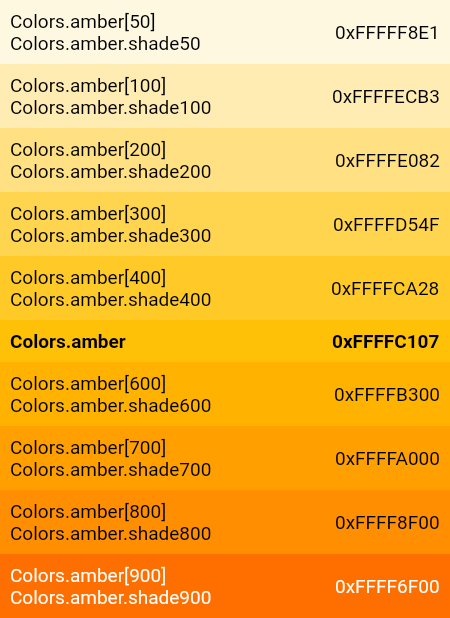 Colors.amber[50]
Colors.amber.shade50
0xFFFFF8E1
Colors.amber[100]
Colors.amber.shade100
0xFFFFECB3
Colors.amber[200]
Colors.amber.shade200
0xFFFFE082
Colors.amber[300]
Colors.amber.shade300
0xFFFFD54F
Colors.amber[400]
Colors.amber.shade400
0xFFFFCA28
Colors.amber
0xFFFFC107
Colors.amber[600]
Colors.amber.shade600
0xFFFFB300
Colors.amber[700]
Colors.amber.shade700
0xFFFFA000
Colors.amber[800]
Colors.amber.shade800
0xFFFF8F00
Colors.amber[900]
Colors.amber.shade900
0xFFFF6F00